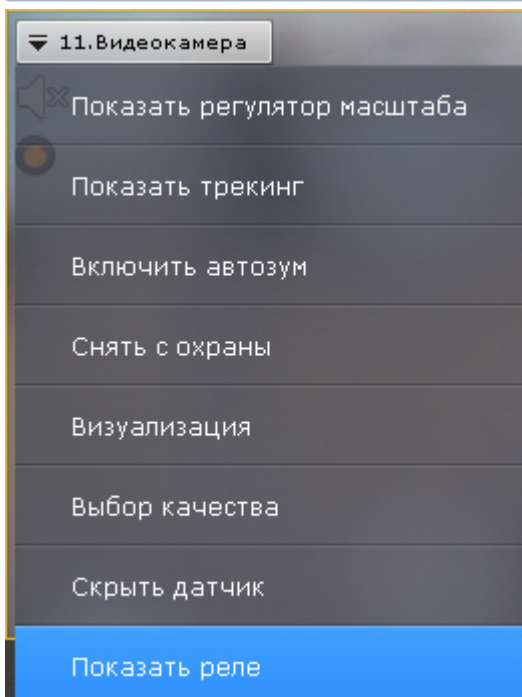 11.Видеокамера
Показать регулятор масштаба
Показать трекинг
Включить автозум
Снять с охраны
Визуализация
Выбор качества
Скрыть датчик
Показать реле